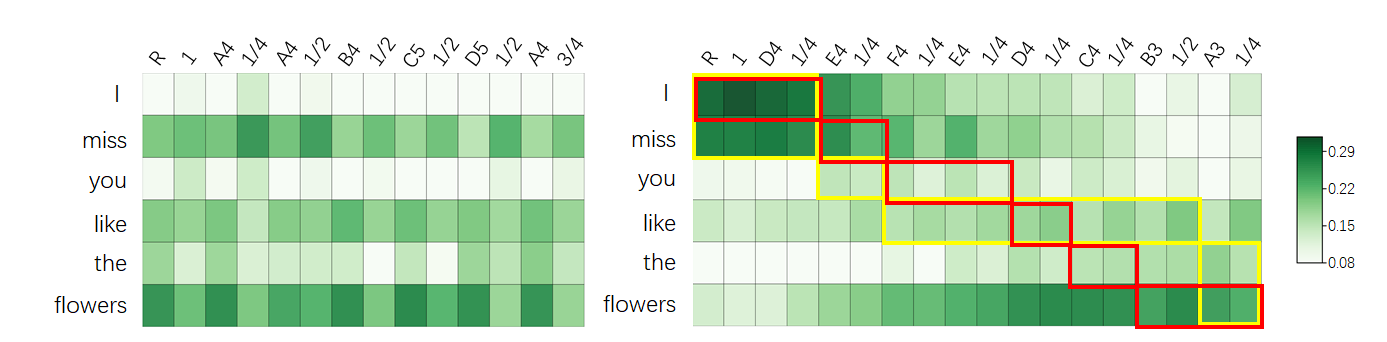 R 1 A4 1/4 A4 1/2 B4 1/2 C5 1/2 D5 1/2 A4 3/4
I
miss
you
like
the
flowers
R 1 D4 1/4 E4 1/4 F4 1/4 E4 1/4 D4 1/4 C4 1/4 B3 1/2 A3 1/4
I
miss
you
like
the
flowers
0.29
0.22
0.15
0.08